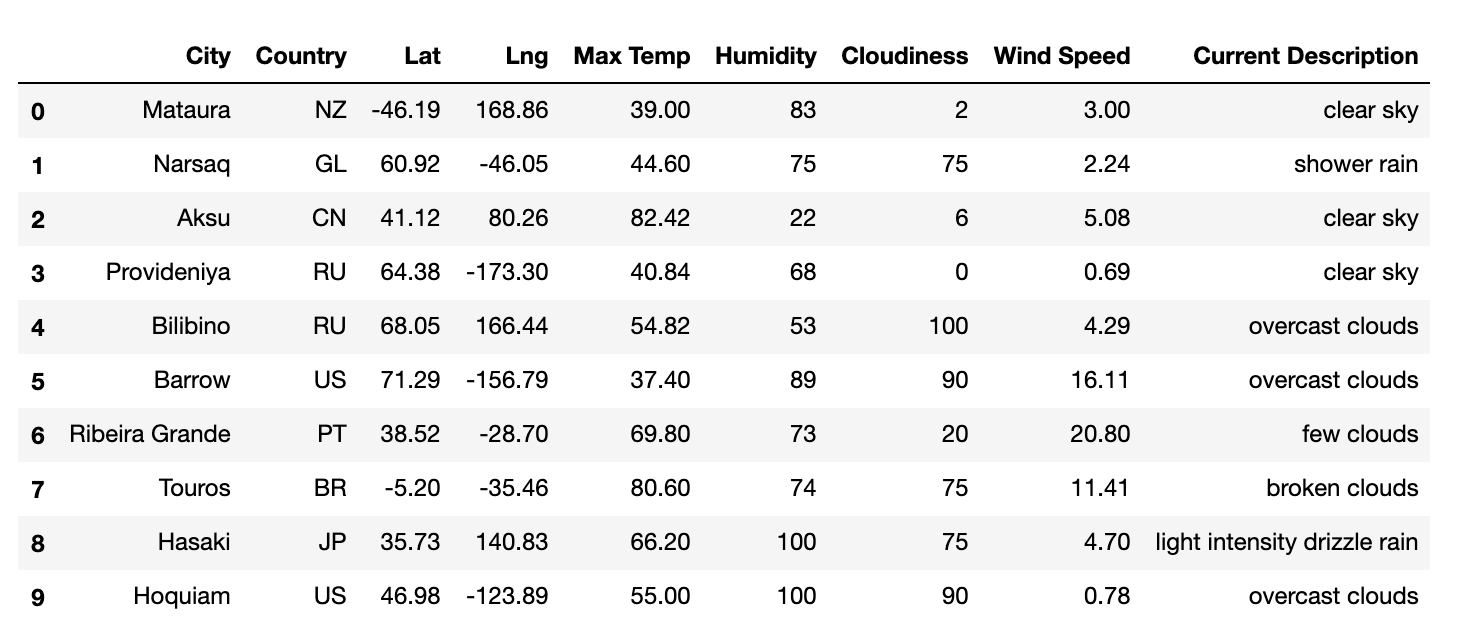 City Country Lat Lng Max Temp Humidity Cloudiness Wind Speed Current Description
0 Mataura NZ -46.19 168.86 39.00 83 2 3.00 clear sky
1 Narsaq GL 60.92 -46.05 44.60 75 75 2.24 shower rain
2 Aksu CN 41.12 80.26 82.42 22 6 5.08 clear sky
3 Provideniya RU 64.38 -173.30 40.84 68 0 0.69 clear sky
4 Bilibino RU 68.05 166.44 54.82 53 100 4.29 overcast clouds
5 Barrow US 71.29 -156.79 37.40 89 90 16.11 overcast clouds
6 Ribeira Grande PT 38.52 -28.70 69.80 73 20 20.80 few clouds
7 Touros BR -5.20 -35.46 80.60 74 75 11.41 broken clouds
8 Hasaki JP 35.73 140.83 66.20 100 75 4.70 light intensity drizzle rain
9 Hoquiam US 46.98 -123.89 55.00 100 90 0.78 overcast clouds